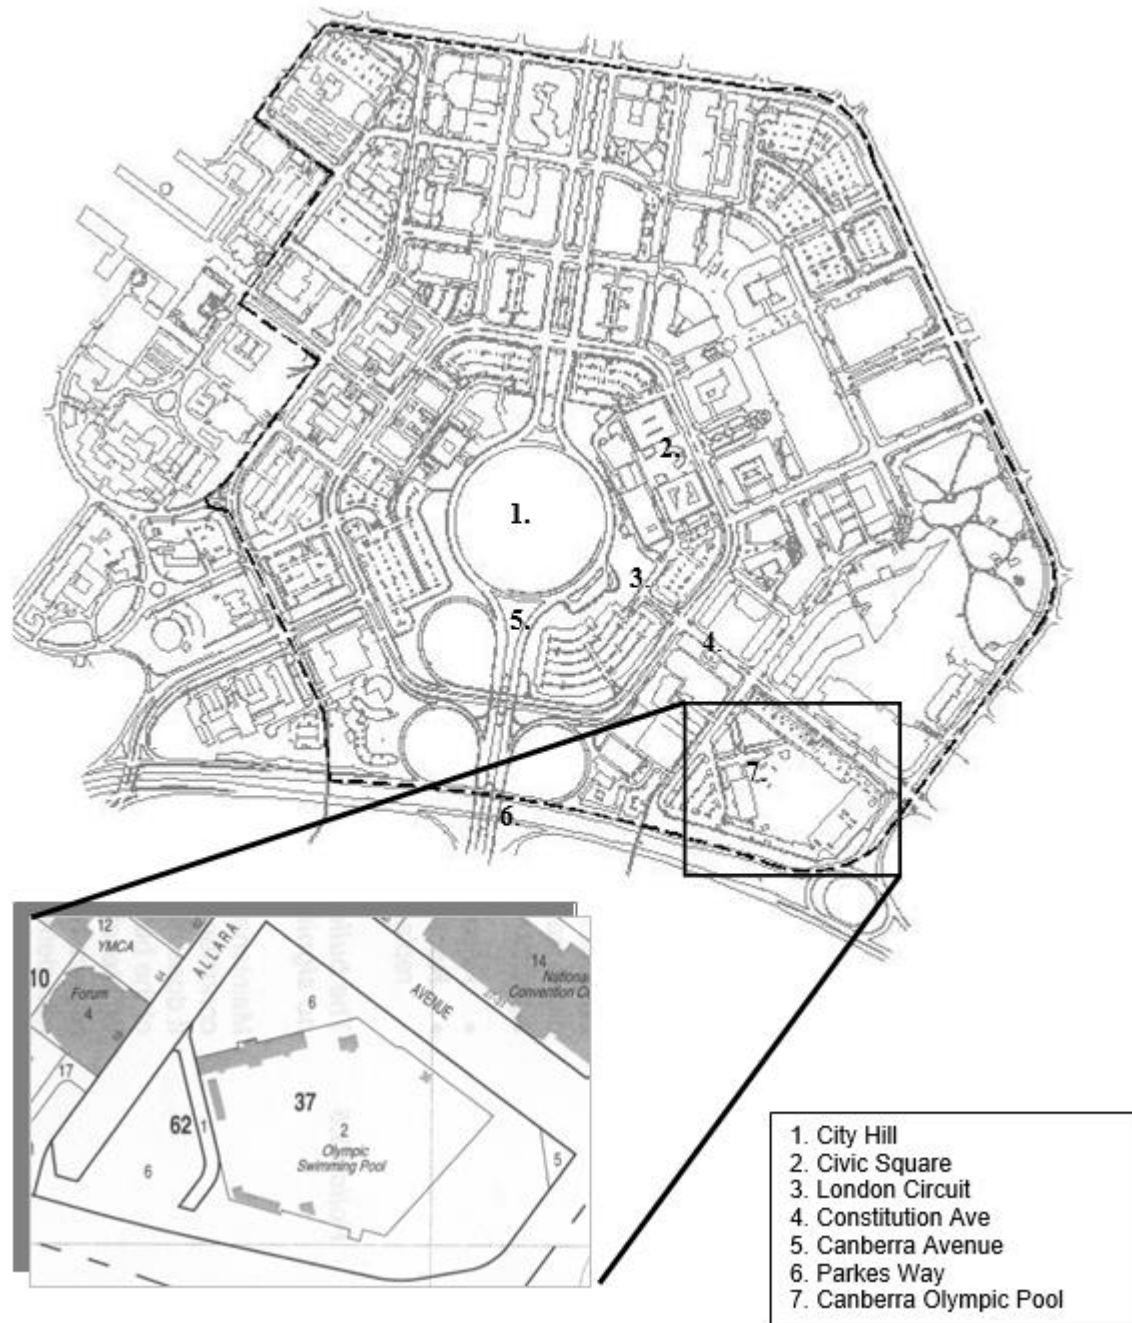 1.
2.
3.
4.
5.
6.
7.
12
YMCA
ALLARA
10
Forum
4
64
17
6
AVENUE
14
National
Convention C
37
2
Olympic
Swimming Pool
62
1
6
5
1. City Hill
2. Civic Square
3. London Circuit
4. Constitution Ave
5. Canberra Avenue
6. Parkes Way
7. Canberra Olympic Pool